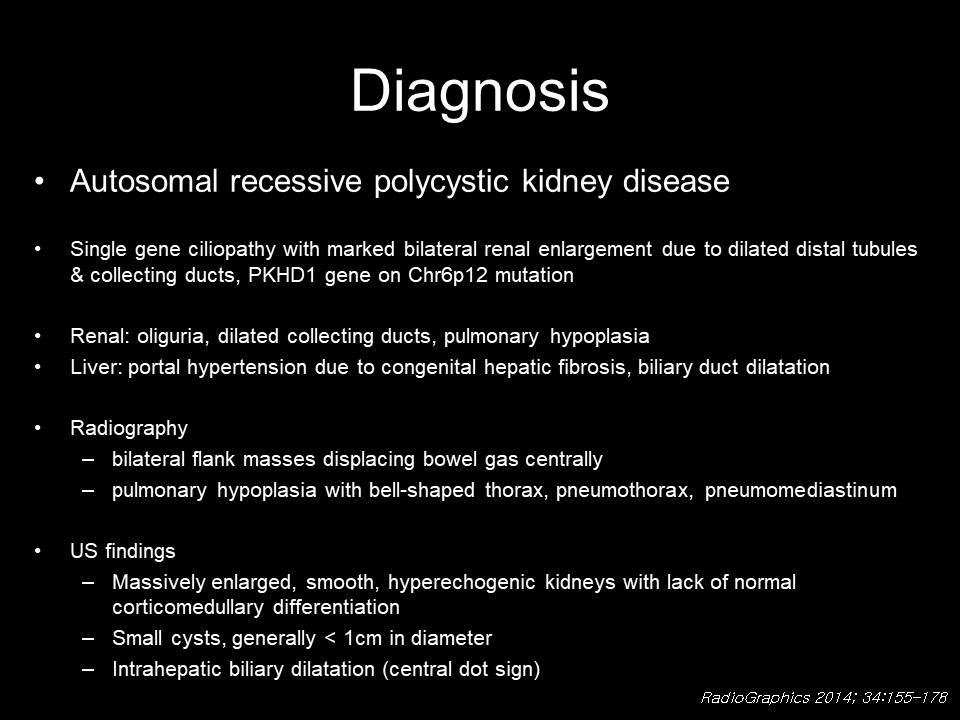 Diagnosis
• Autosomal recessive polycystic kidney disease
• Single gene ciliopathy with marked bilateral renal enlargement due to dilated distal tubules
& collecting ducts, PKHD1 gene on Chr6p12 mutation
• Renal: oliguria, dilated collecting ducts, pulmonary hypoplasia
• Liver: portal hypertension due to congenital hepatic fibrosis, biliary duct dilatation
• Radiography
– bilateral flank masses displacing bowel gas centrally
– pulmonary hypoplasia with bell-shaped thorax, pneumothorax, pneumomediastinum
• US findings
– Massively enlarged, smooth, hyperechogenic kidneys with lack of normal
corticomedullary differentiation
– Small cysts, generally < 1cm in diameter
– Intrahepatic biliary dilatation (central dot sign)
RadioGraphics 2014; 34:155-178